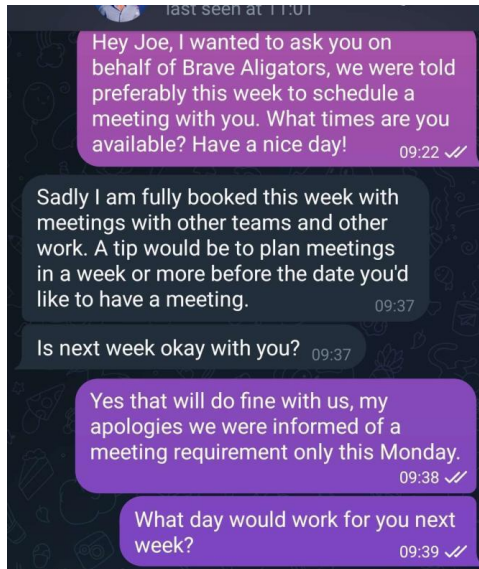 last seen at 11:01
Hey Joe, I wanted to ask you on
behalf of Brave Aligators, we were told
preferably this week to schedule a
meeting with you. What times are you
available? Have a nice day!
09:22
Sadly I am fully booked this week with
meetings with other teams and other
work. A tip would be to plan meetings
in a week or more before the date you'd
like to have a meeting.
09:37
Is next week okay with you? 09:37
Yes that will do fine with us, my
apologies we were informed of a
meeting requirement only this Monday.
09:38
What day would work for you next
week?
09:39